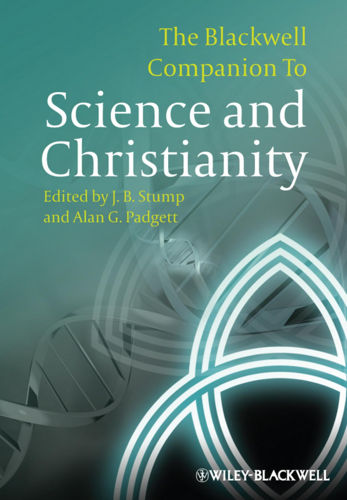 The Blackwell
Companion To
Science and
Christianity
Edited by J. B. Stump
and Alan G. Padgett
WILEY-BLACKWELL